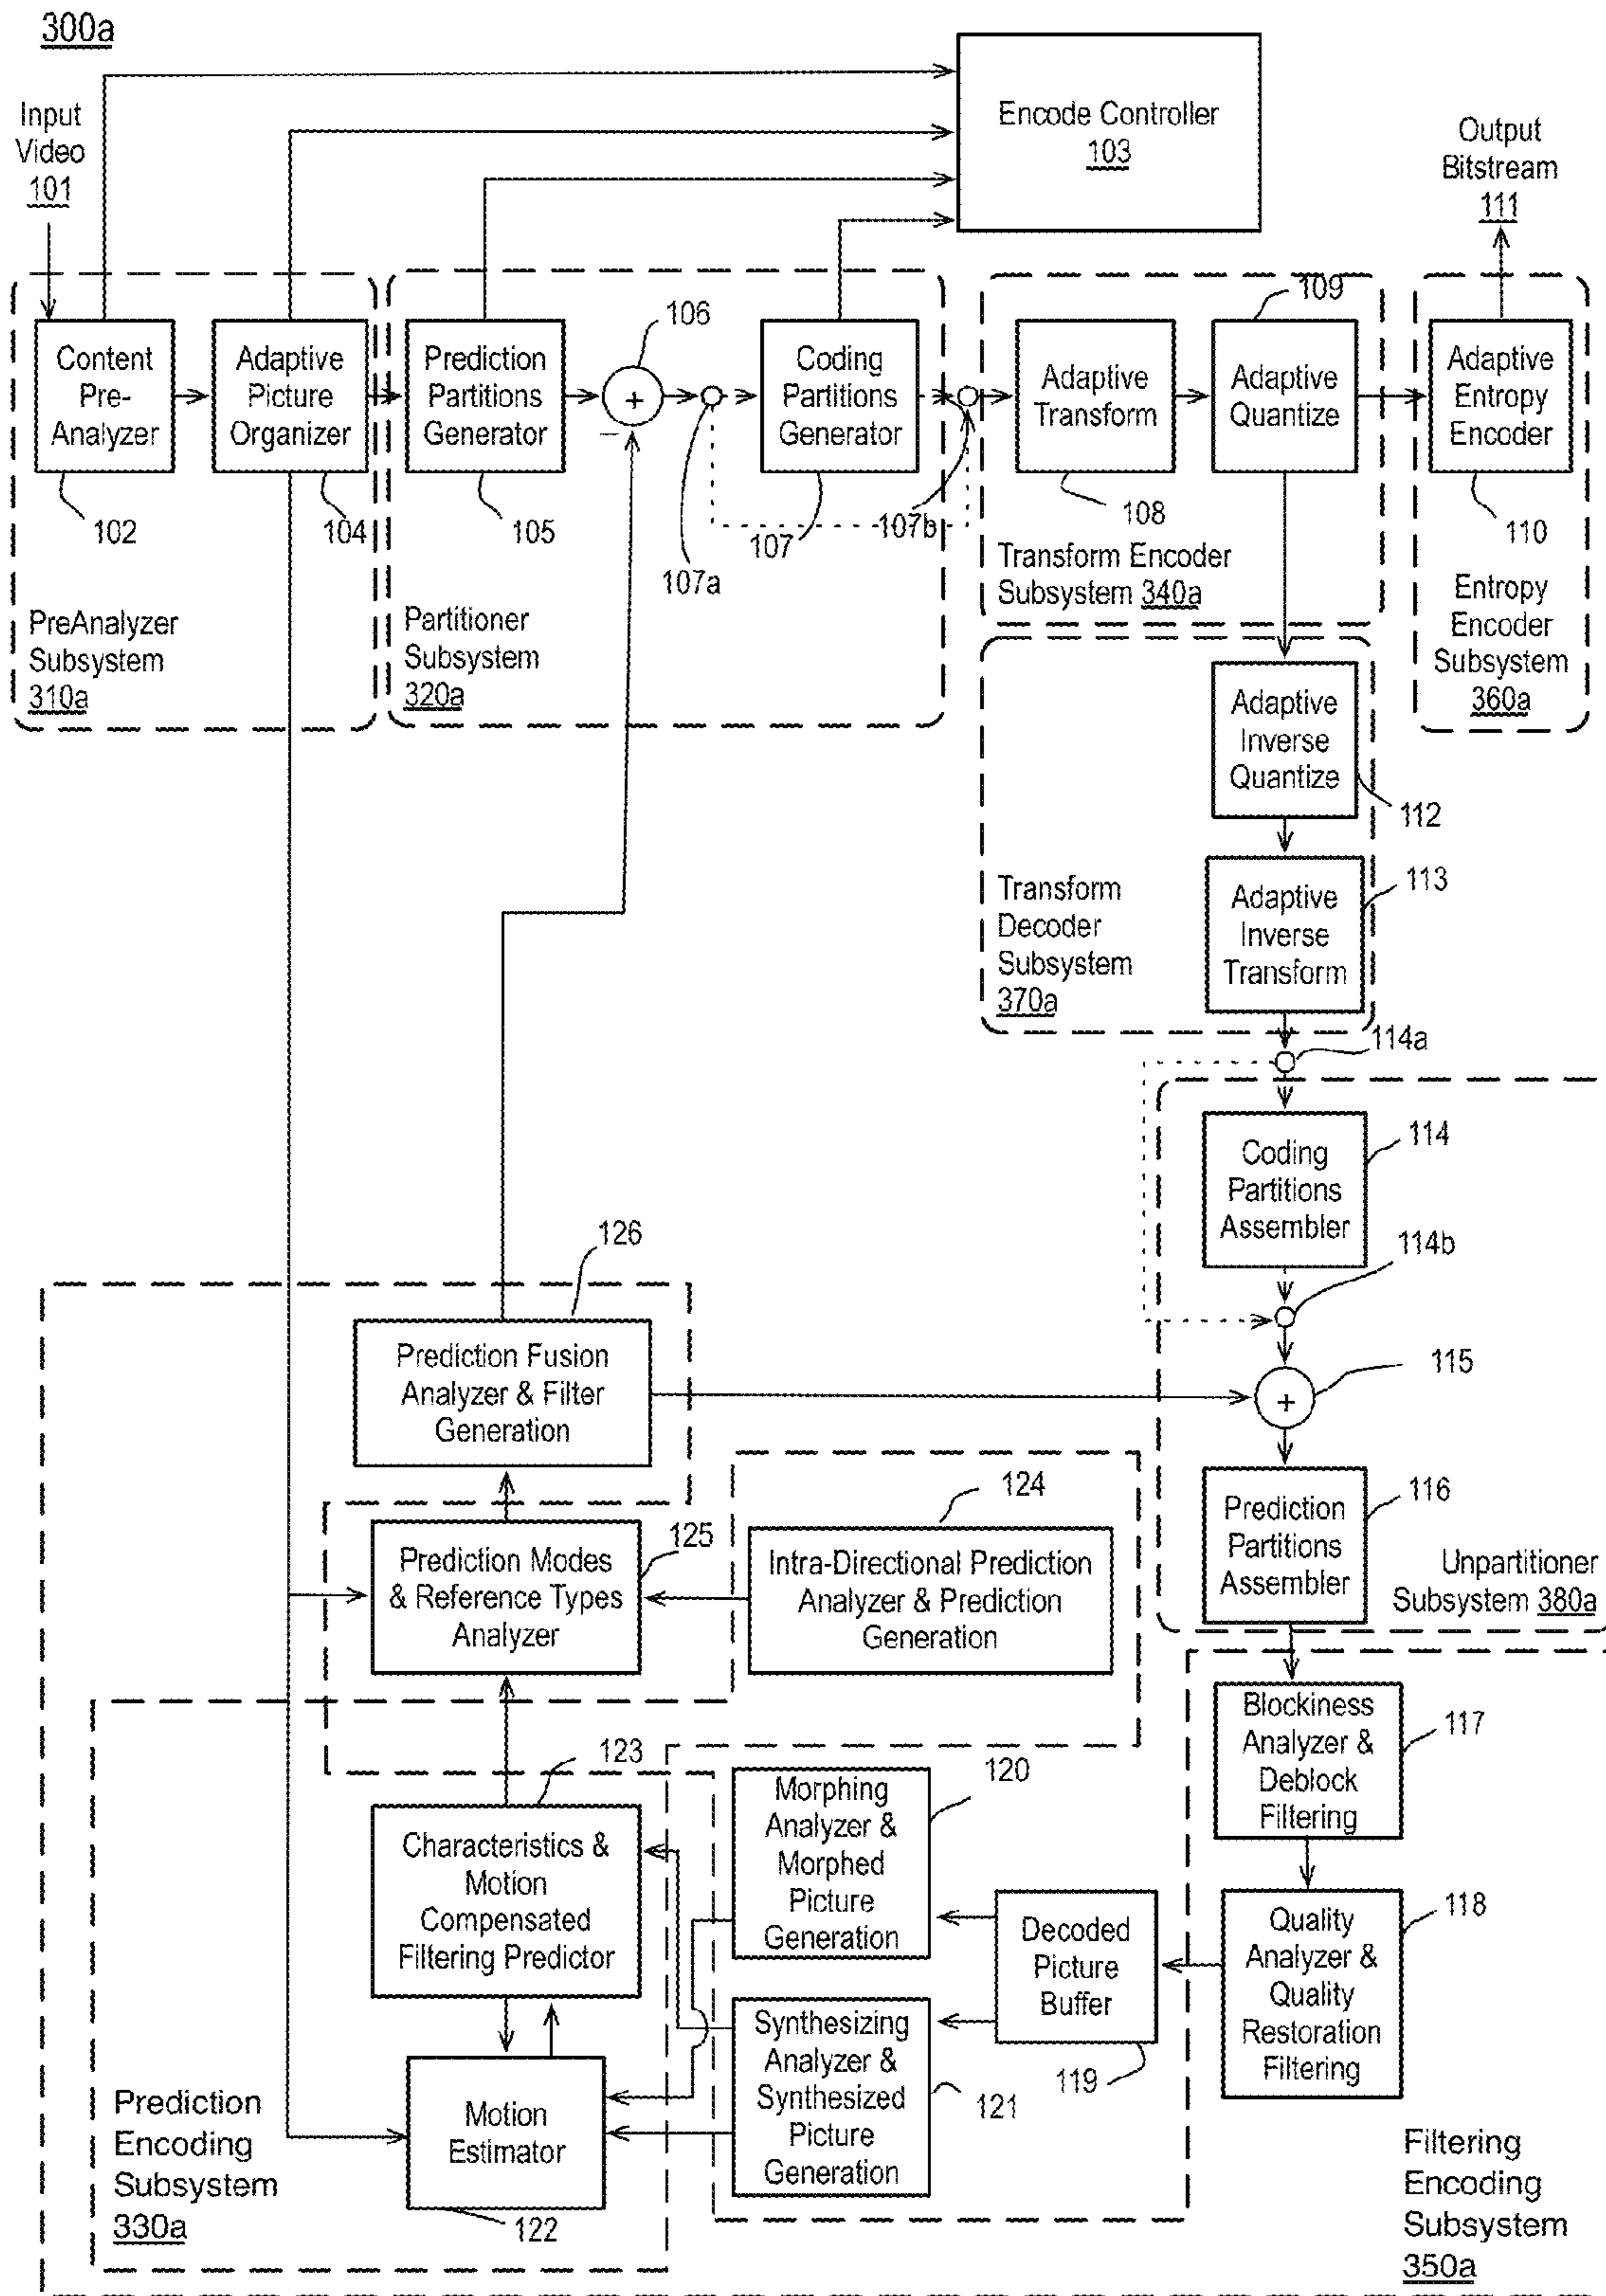 300a
Input
Video
101
Encode Controller
103
Output
Bitstream
111
Content
Pre-
Analyzer
102
Adaptive
Picture
Organizer
104
PreAnalyzer
Subsystem
310a
Prediction
Partitions
Generator
105
106
+
–
107a
Coding
Partitions
Generator
107
107b
Partitioner
Subsystem
320a
Adaptive
Transform
108
109
Adaptive
Quantize
Transform Encoder
Subsystem 340a
Adaptive
Entropy
Encoder
110
Entropy
Encoder
Subsystem
360a
Adaptive
Inverse
Quantize
112
Adaptive
Inverse
Transform
113
Transform
Decoder
Subsystem
370a
114a
Coding
Partitions
Assembler
114
114b
+
115
Prediction
Partitions
Assembler
116
Unpartitioner
Subsystem 380a
126
Prediction Fusion
Analyzer & Filter
Generation
Prediction Modes
& Reference Types
Analyzer
125
124
Intra-Directional Prediction
Analyzer & Prediction
Generation
123
Characteristics &
Motion
Compensated
Filtering Predictor
Morphing
Analyzer &
Morphed
Picture
Generation
120
Synthesizing
Analyzer &
Synthesized
Picture
Generation
121
Decoded
Picture
Buffer
119
Blockiness
Analyzer &
Deblock
Filtering
117
Quality
Analyzer &
Quality
Restoration
Filtering
118
Motion
Estimator
122
Prediction
Encoding
Subsystem
330a
Filtering
Encoding
Subsystem
350a